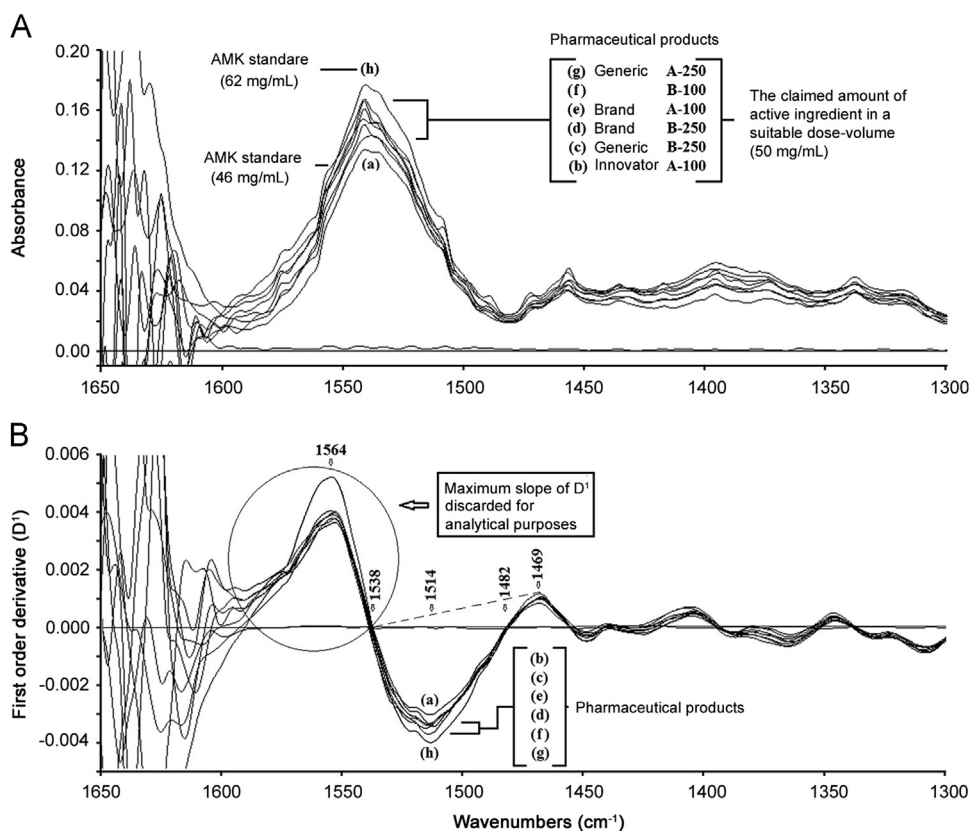 A
Absorbance
0.20
0.16
0.12
0.08
0.04
0.00
AMK standare
(62 mg/mL)
(h)
AMK standare
(46 mg/mL)
(a)
Pharmaceutical products
(g) Generic A-250
(f) B-100
(e) Brand A-100
(d) Brand B-250
(c) Generic B-250
(b) Innovator A-100
The claimed amount of
active ingredient in a
suitable dose-volume
(50 mg/mL)
1650 1600 1550 1500 1450 1400 1350 1300
B
First order derivative (D¹)
0.006
0.004
0.002
0.000
-0.002
-0.004
1564
Maximum slope of D¹
discarded for
analytical purposes
1538
1514
1482
1469
(a)
(h)
(b)
(c)
(e)
(d)
(f)
(g)
Pharmaceutical products
1650 1600 1550 1500 1450 1400 1350 1300
Wavenumbers (cm⁻¹)